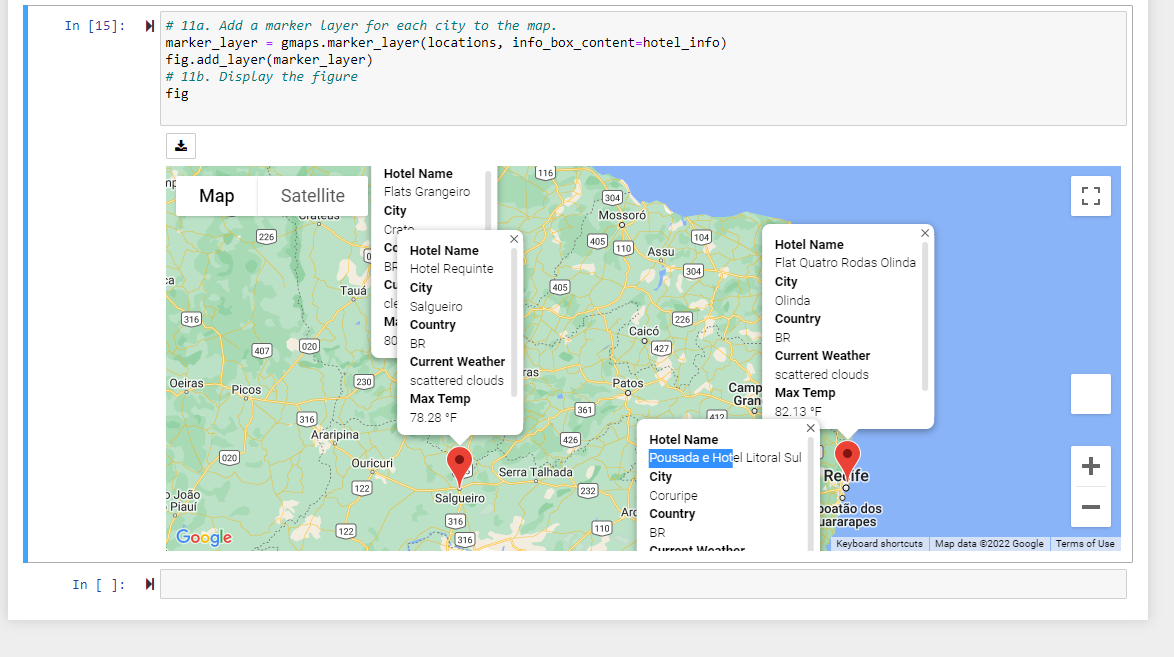 In [15]:
# 11a. Add a marker layer for each city to the map.
marker_layer = gmaps.marker_layer(locations, info_box_content=hotel_info)
fig.add_layer(marker_layer)
# 11b. Display the figure
fig
Map
Satellite
Hotel Name
Flats Grangeiro
City
Crato
Co
BR
Cu
cle
Ma
80
Hotel Name
Hotel Requinte
City
Salgueiro
Country
BR
Current Weather
scattered clouds
Max Temp
78.28 °F
Hotel Name
Flat Quatro Rodas Olinda
City
Olinda
Country
BR
Current Weather
scattered clouds
Max Temp
82.13 °F
Hotel Name
Pousada e Hotel Litoral Sul
City
Coruripe
Country
BR
Current Weather
116
304
Mossoró
226
405
110
Assu
104
304
Tauá
405
316
226
Caicó
427
407
020
Oeiras
Picos
230
ras
Patos
Camp
Gran
361
412
316
Araripina
426
020
Ouricuri
Serra Talhada
Recife
122
Salgueiro
232
João
Piauí
Arc
boatão dos
uararapes
316
122
110
316
Google
Keyboard shortcuts
Map data ©2022 Google
Terms of Use
In [ ]: